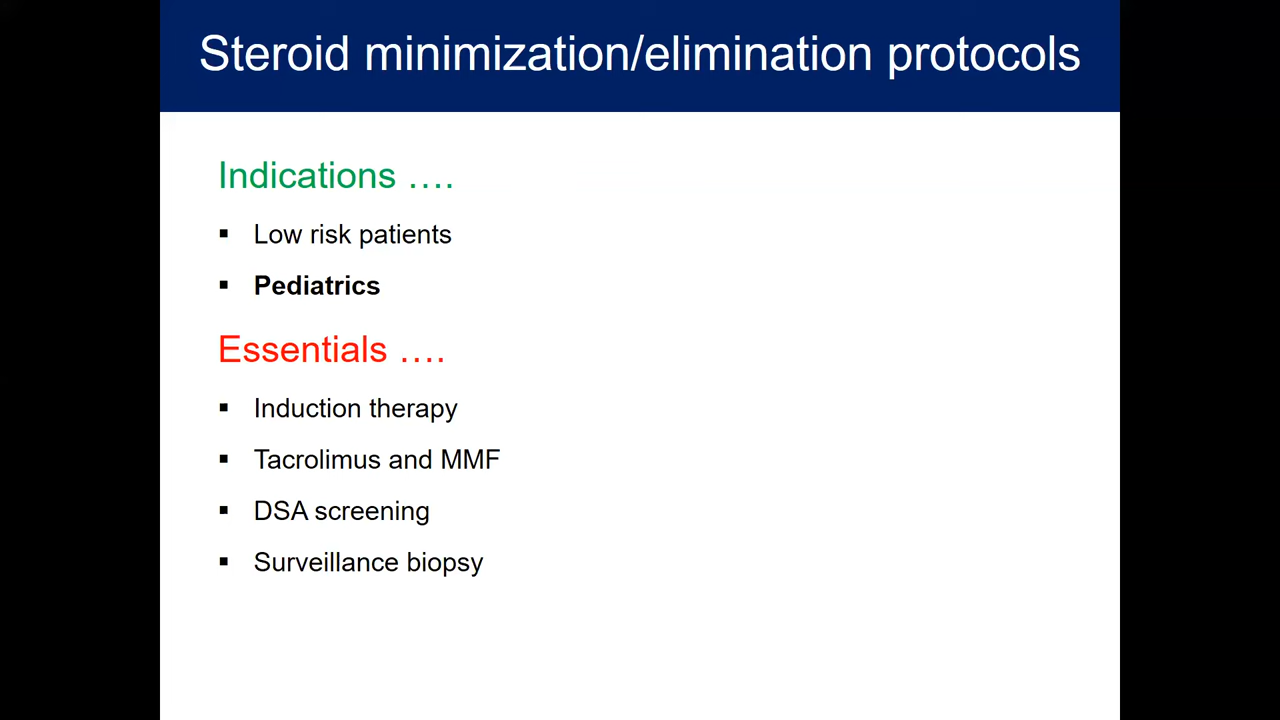 Steroid minimization/elimination protocols
Indications ….
▪ Low risk patients
▪ Pediatrics
Essentials ….
▪ Induction therapy
▪ Tacrolimus and MMF
▪ DSA screening
▪ Surveillance biopsy